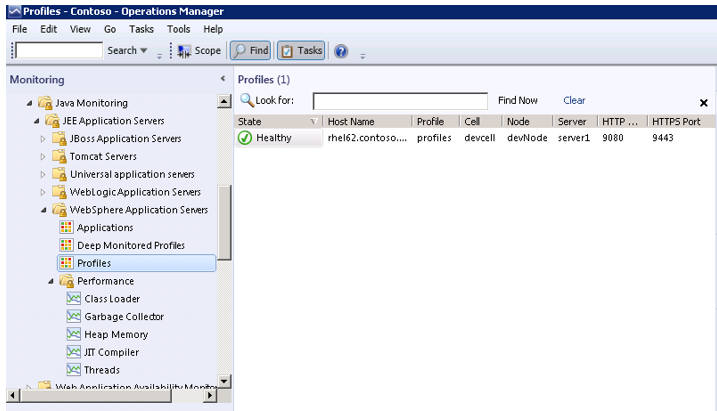 Profiles - Contoso - Operations Manager
File Edit View Go Tasks Tools Help
Search Scope Find Tasks
Monitoring
Java Monitoring
JEE Application Servers
JBoss Application Servers
Tomcat Servers
Universal application servers
WebLogic Application Servers
WebSphere Application Servers
Applications
Deep Monitored Profiles
Profiles
Performance
Class Loader
Garbage Collector
Heap Memory
JIT Compiler
Threads
Web Application Availability
Profiles (1)
Look for: Find Now Clear
State Host Name Profile Cell Node Server HTTP ... HTTPS Port
Healthy rhel62.contoso.... profiles devcell devNode server1 9080 9443